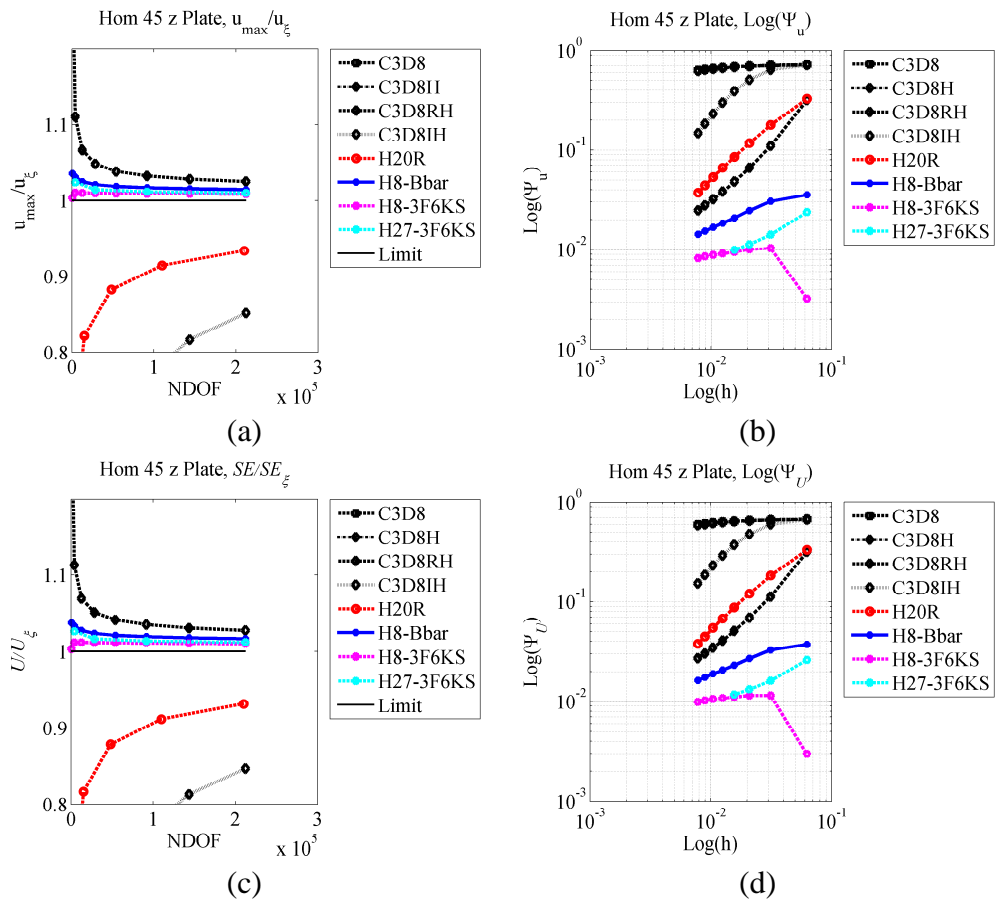 Hom 45 z Plate, u_max/u_ξ
u_max/u_ξ
1.1
1
0.9
0.8
0
1
2
3
NDOF
x 10^5
C3D8
C3D8H
C3D8RH
C3D8IH
H20R
H8-Bbar
H8-3F6KS
H27-3F6KS
Limit
(a)
Hom 45 z Plate, Log(Ψ_u)
Log(Ψ_u)
10^0
10^-1
10^-2
10^-3
10^-3
10^-2
10^-1
Log(h)
C3D8
C3D8H
C3D8RH
C3D8IH
H20R
H8-Bbar
H8-3F6KS
H27-3F6KS
(b)
Hom 45 z Plate, SE/SE_ξ
U/U_ξ
1.1
1
0.9
0.8
0
1
2
3
NDOF
x 10^5
C3D8
C3D8H
C3D8RH
C3D8IH
H20R
H8-Bbar
H8-3F6KS
H27-3F6KS
Limit
(c)
Hom 45 z Plate, Log(Ψ_U)
Log(Ψ_U)
10^0
10^-1
10^-2
10^-3
10^-3
10^-2
10^-1
Log(h)
C3D8
C3D8H
C3D8RH
C3D8IH
H20R
H8-Bbar
H8-3F6KS
H27-3F6KS
(d)